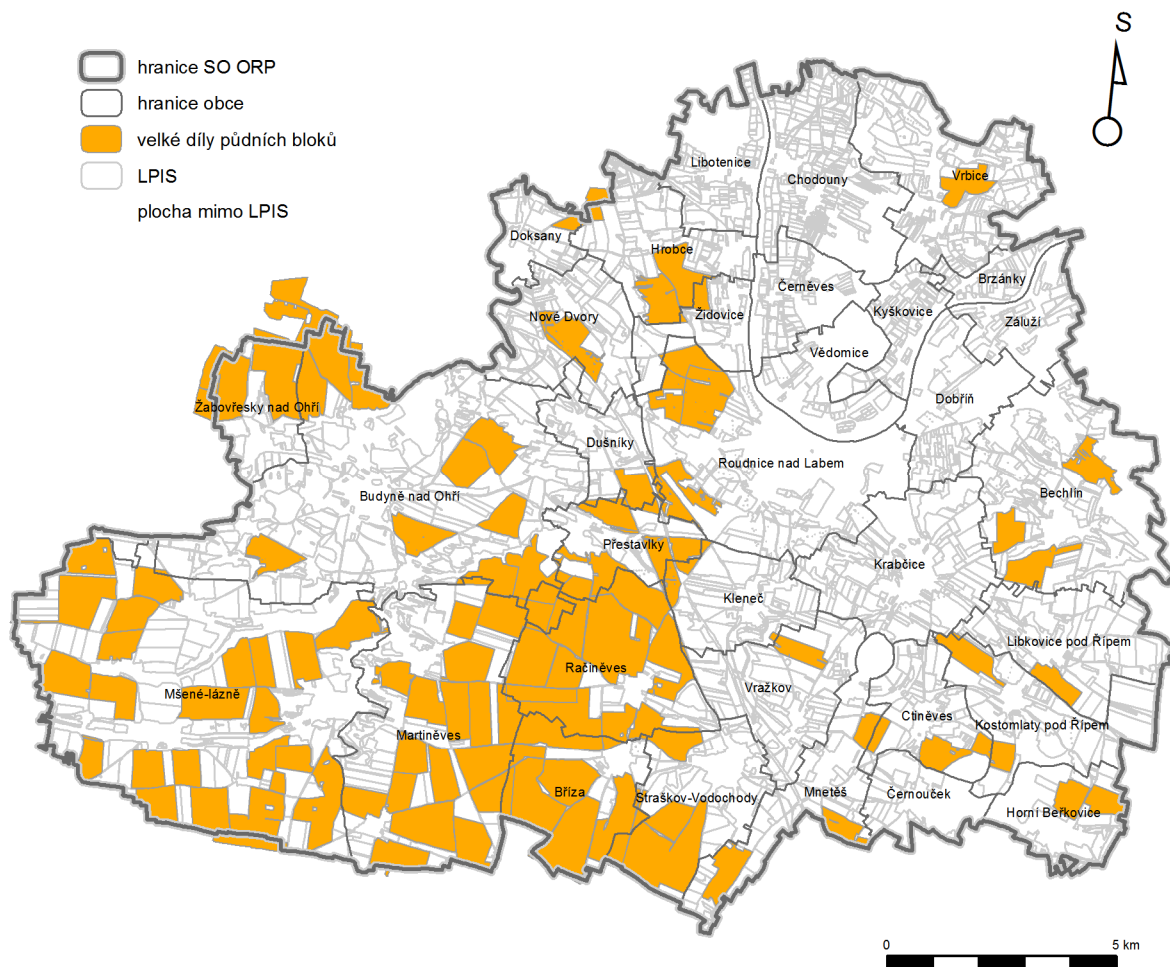 S
hranice SO ORP
hranice obce
velké díly půdních bloků
LPIS
plocha mimo LPIS
Libotenice
Chodouny
Vrbice
Doksany
Hrobce
Brzánky
Černěves
Židovice
Kyškovice
Nové Dvory
Záluží
Vědomice
Dobříň
Žabovřesky nad Ohří
Dušníky
Roudnice nad Labem
Budyně nad Ohří
Bechlín
Přestavlky
Krabčice
Kleneč
Libkovice pod Řípem
Račiněves
Vražkov
Mšené-lázně
Ctiněves
Kostomlaty pod Řípem
Martiněves
Bříza
Straškov-Vodochody
Mnetěš
Černouček
Horní Beřkovice
0 5 km